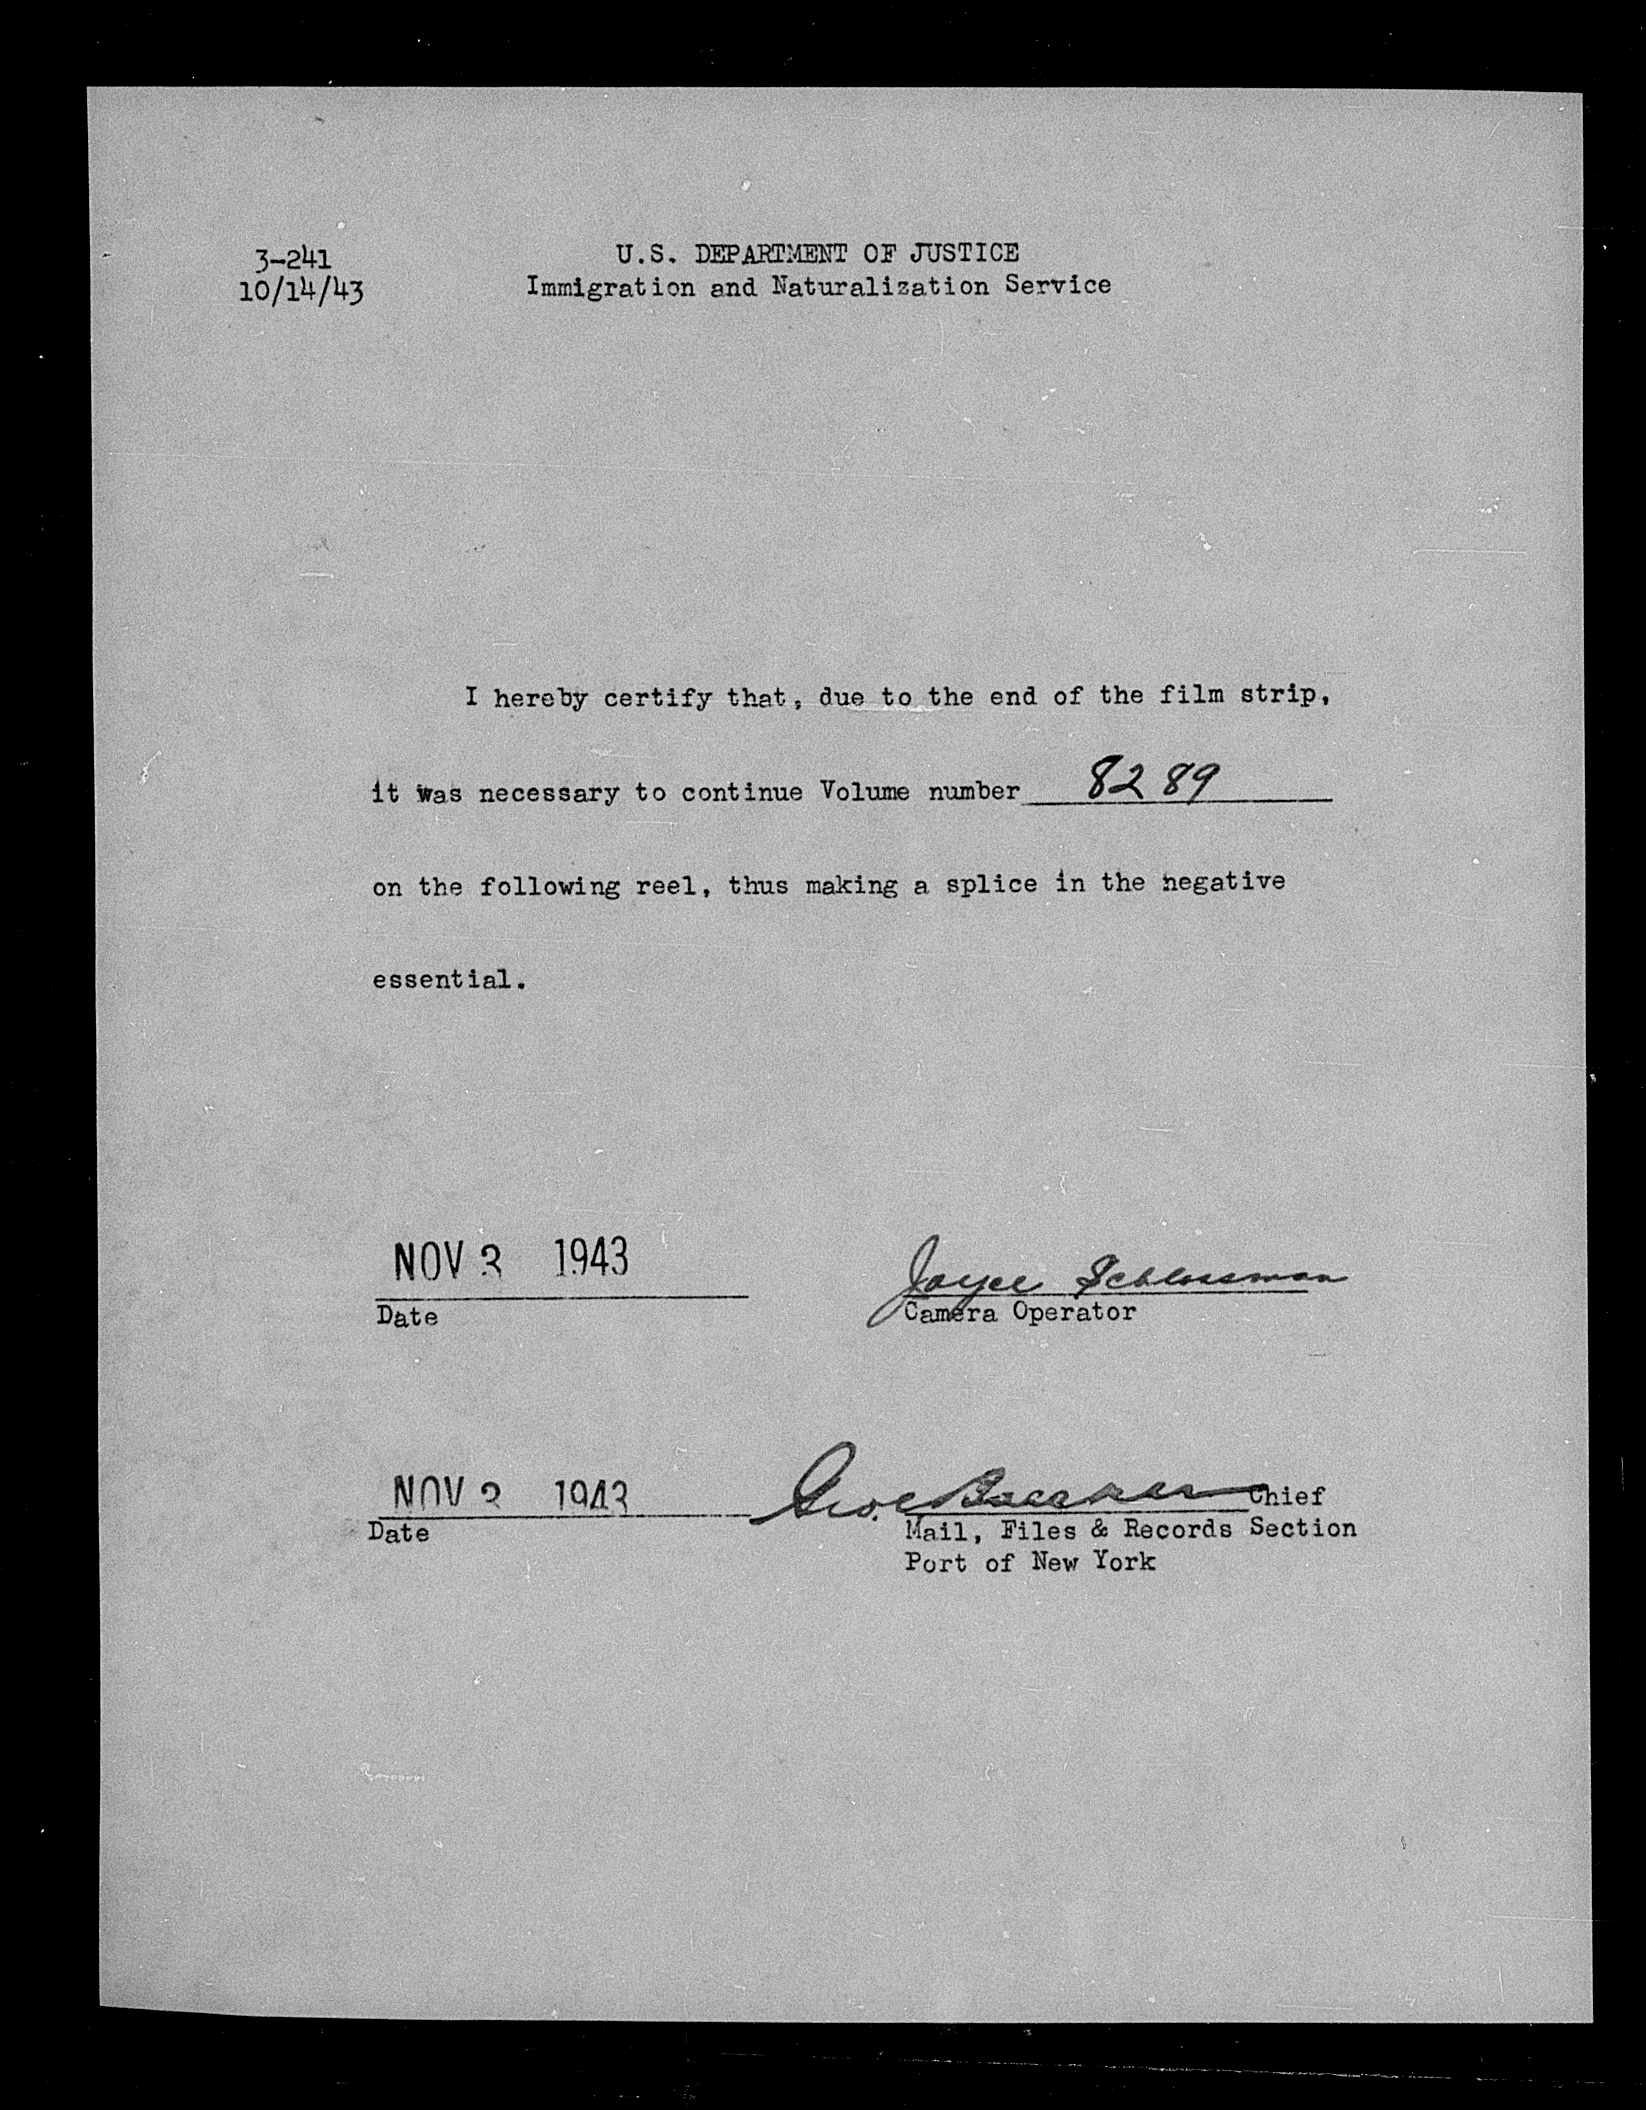 3-241
10/14/43
U.S. DEPARTMENT OF JUSTICE
Immigration and Naturalization Service
I hereby certify that, due to the end of the film strip,
it was necessary to continue Volume number 8289
on the following reel, thus making a splice in the negative
essential.
NOV 3 1943
Date
Joyce Schlossman
Camera Operator
NOV 3 1943
Date
Geo. Chief
Mail, Files & Records Section
Port of New York